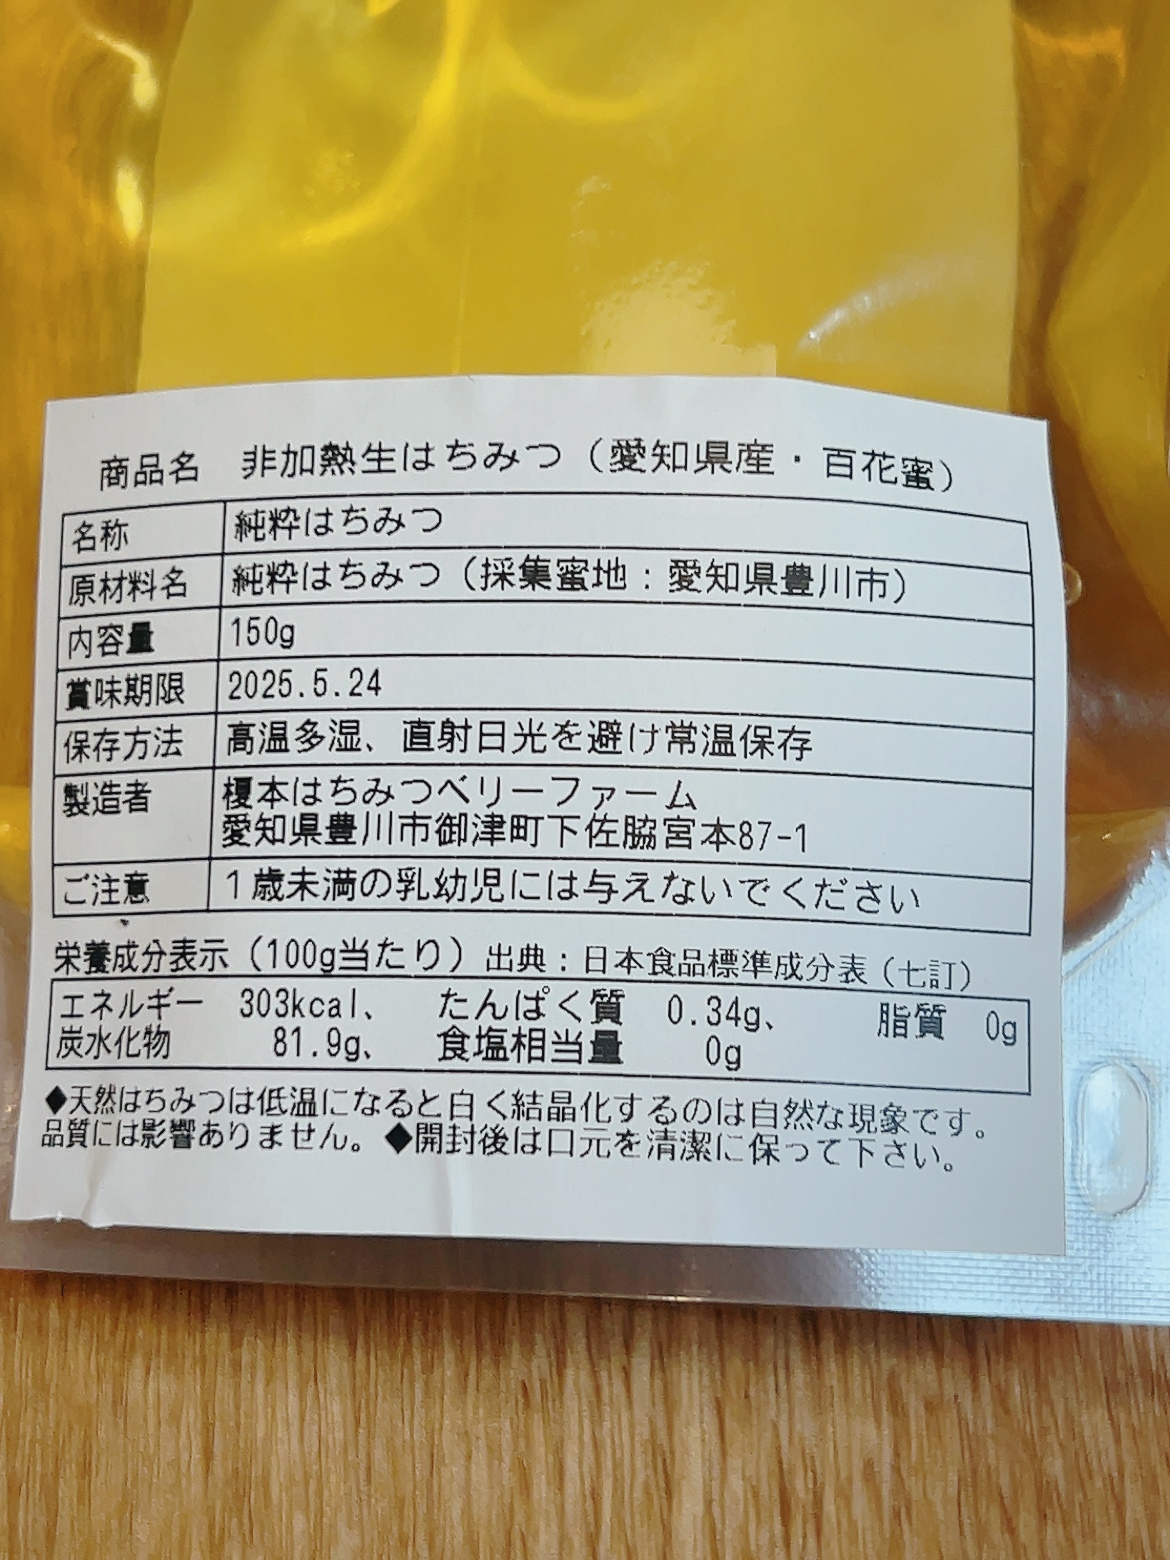 商品名 非加熱生はちみつ（愛知県産・百花蜜）
名称 純粋はちみつ
原材料名 純粋はちみつ（採集蜜地：愛知県豊川市）
内容量 150g
賞味期限 2025.5.24
保存方法 高温多湿、直射日光を避け常温保存
製造者 榎本はちみつベリーファーム
愛知県豊川市御津町下佐脇宮本87-1
ご注意 1歳未満の乳幼児には与えないでください
栄養成分表示（100g当たり）出典：日本食品標準成分表（七訂）
エネルギー 303kcal、 たんぱく質 0.34g、 脂質 0g
炭水化物 81.9g、 食塩相当量 0g
◆天然はちみつは低温になると白く結晶化するのは自然な現象です。
品質には影響ありません。◆開封後は口元を清潔に保って下さい。